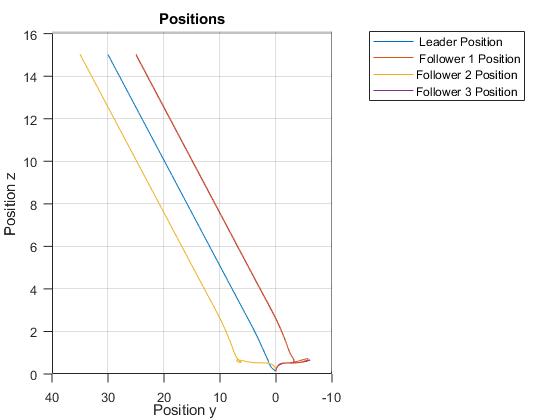 Positions
Leader Position
Follower 1 Position
Follower 2 Position
Follower 3 Position
Position z
16
14
12
10
8
6
4
2
0
40 30 20 10 0 -10
Position y